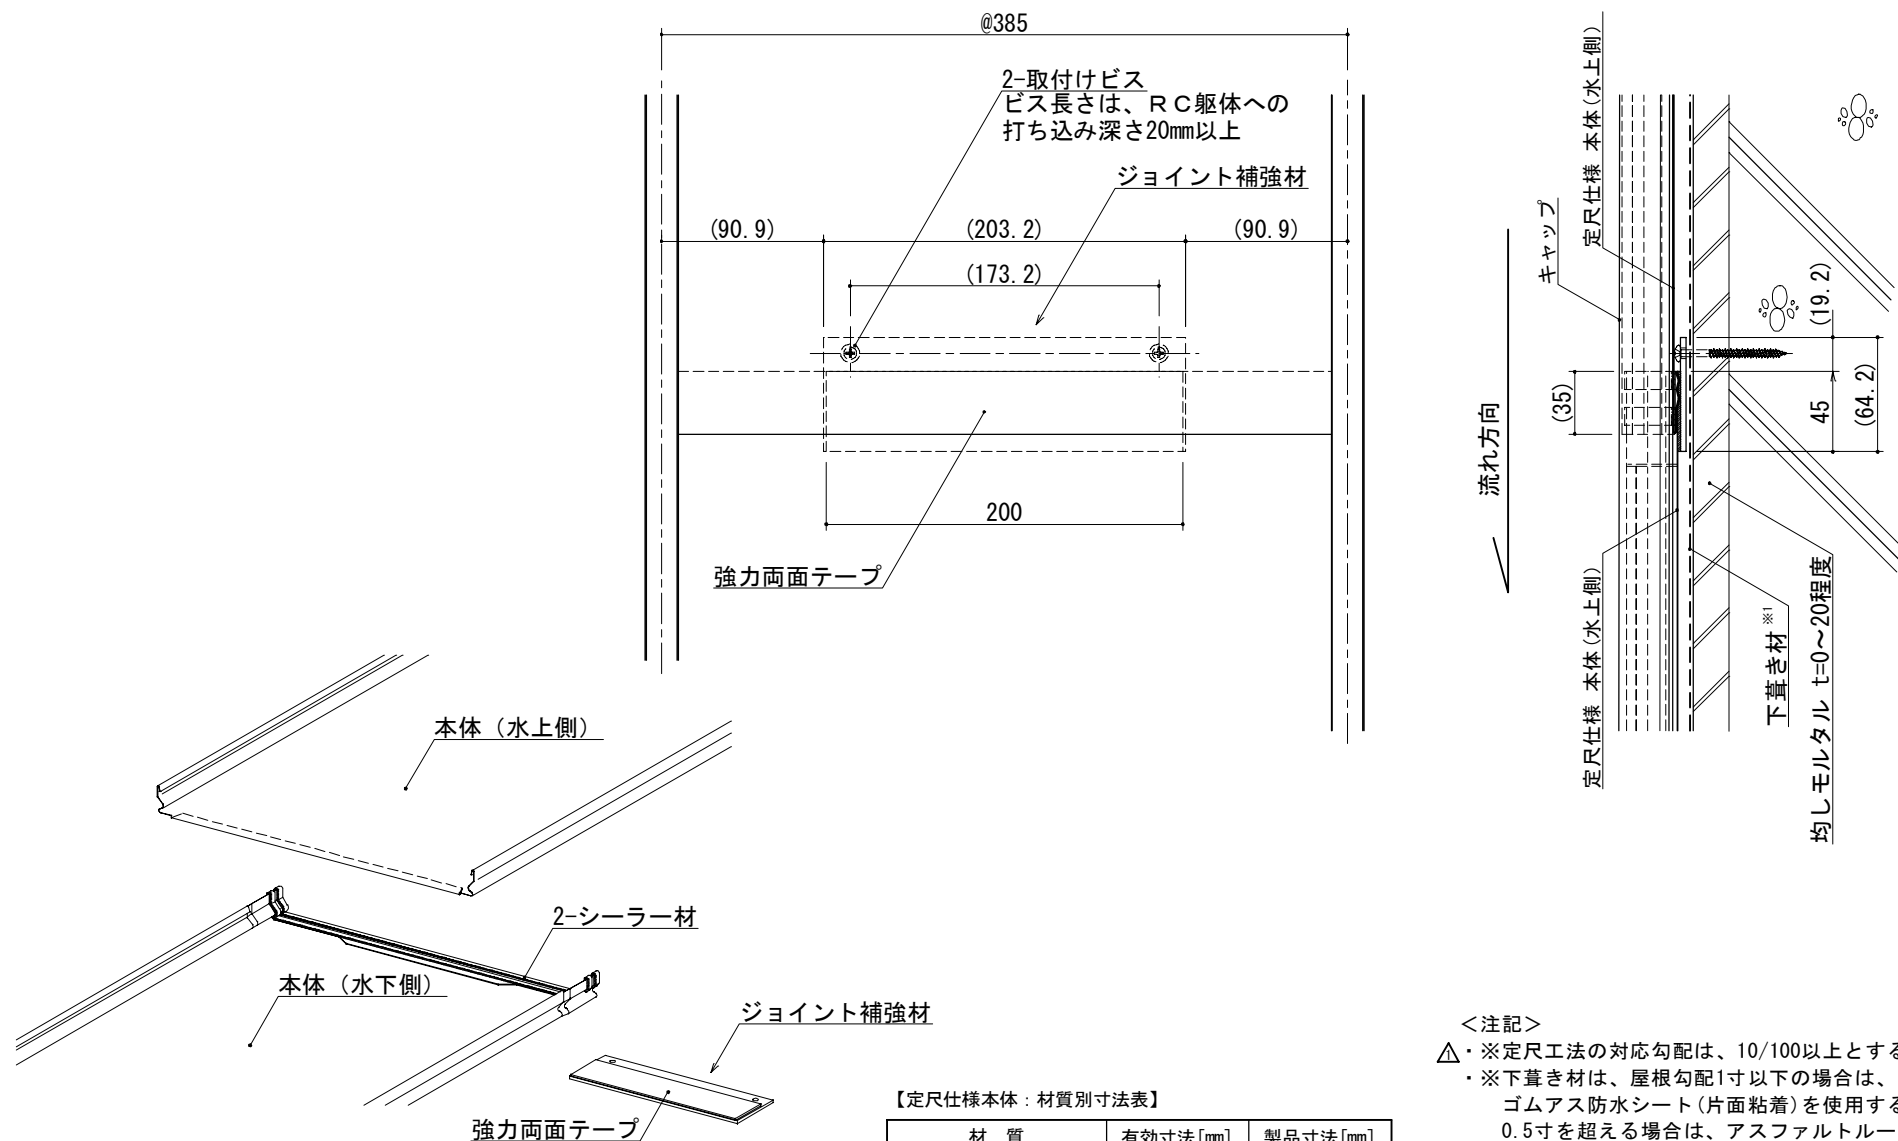 @385
2-取付けビス
ビス長さは、ＲＣ躯体への
打ち込み深さ20mm以上
ジョイント補強材
(90.9)
(203.2)
(90.9)
(173.2)
200
強力両面テープ
流れ方向
キャップ
定尺仕様 本体(水上側)
(19.2)
(35)
45
(64.2)
定尺仕様 本体(水上側)
下葺き材※1
均しモルタル t=0～20程度
本体（水上側）
2-シーラー材
本体（水下側）
ジョイント補強材
強力両面テープ
【定尺仕様本体：材質別寸法表】
材 質
有効寸法[mm]
製品寸法[mm]
＜注記＞
1・※定尺工法の対応勾配は、10/100以上とする
・※下葺き材は、屋根勾配1寸以下の場合は、
ゴムアス防水シート(片面粘着)を使用する
0.5寸を超える場合は、アスファルトルー